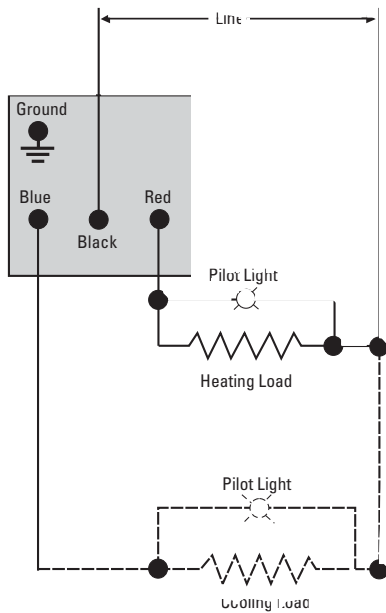 Line
Ground
Blue
Red
Black
Pilot Light
Heating Load
Pilot Light
Cooling Load